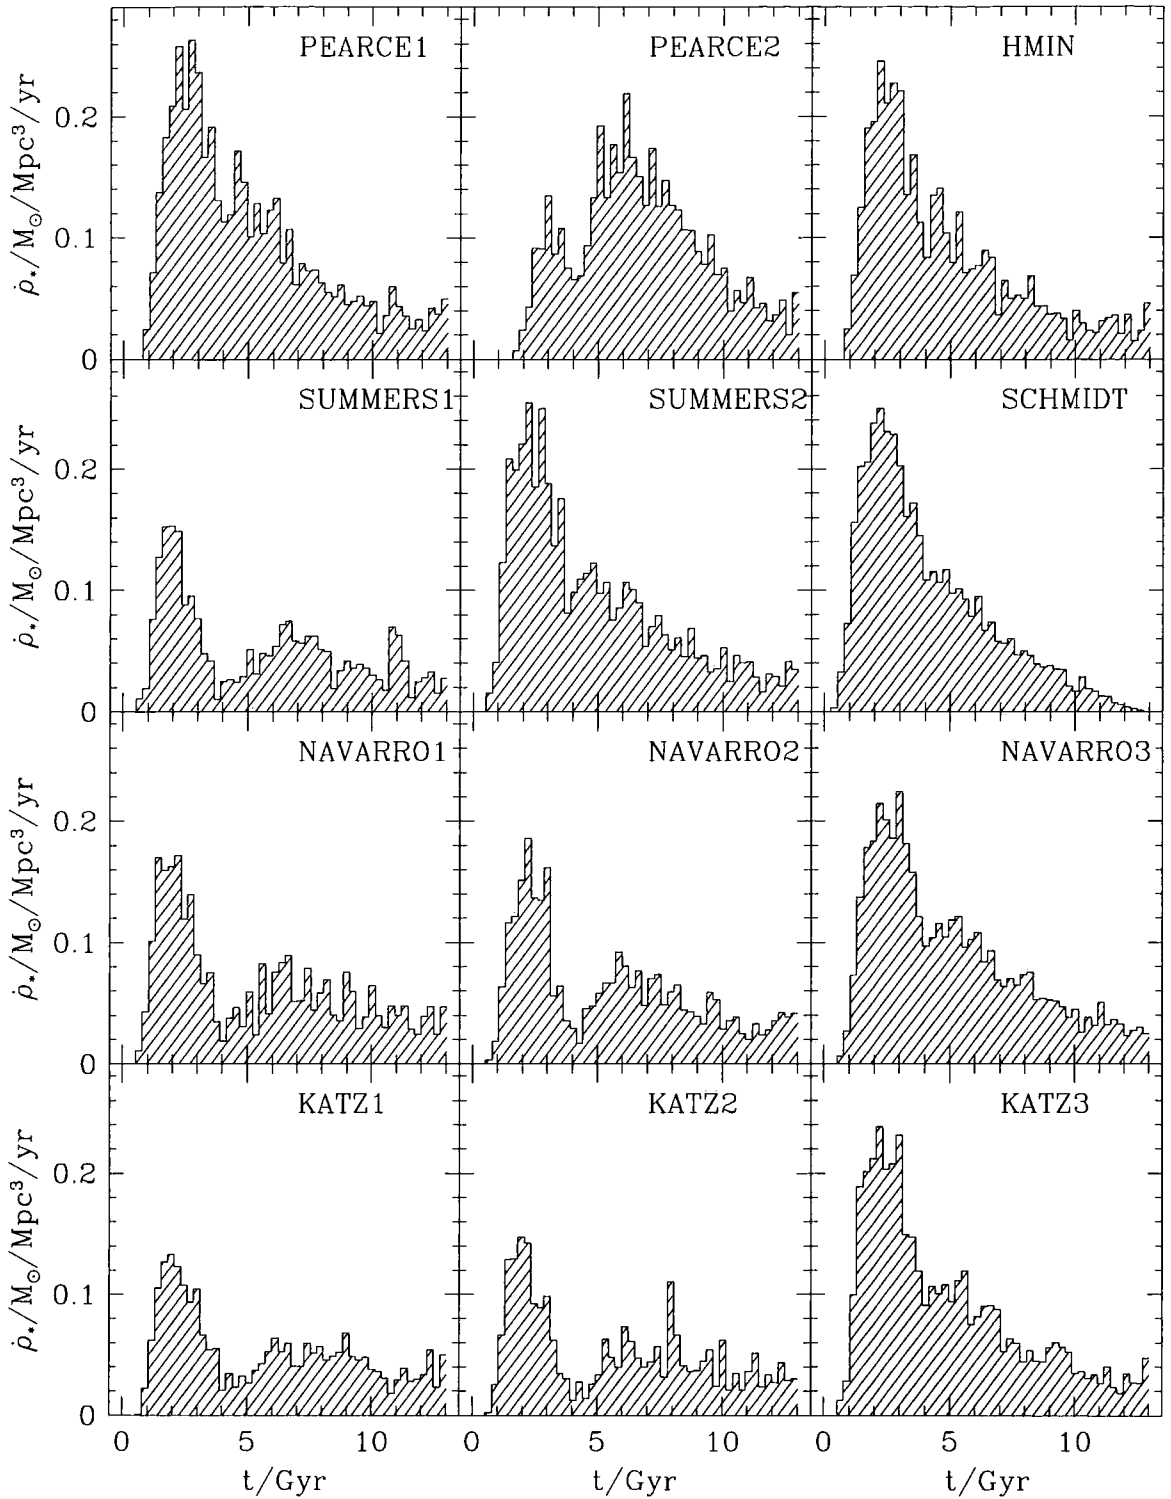 PEARCE1 PEARCE2 HMIN
ρ̇*/M⊙/Mpc³/yr
0.2
0.1
0
SUMMERS1 SUMMERS2 SCHMIDT
ρ̇*/M⊙/Mpc³/yr
0.2
0.1
0
NAVARRO1 NAVARRO2 NAVARRO3
ρ̇*/M⊙/Mpc³/yr
0.2
0.1
0
KATZ1 KATZ2 KATZ3
ρ̇*/M⊙/Mpc³/yr
0.2
0.1
0
0 5 10 0 5 10 0 5 10
t/Gyr t/Gyr t/Gyr